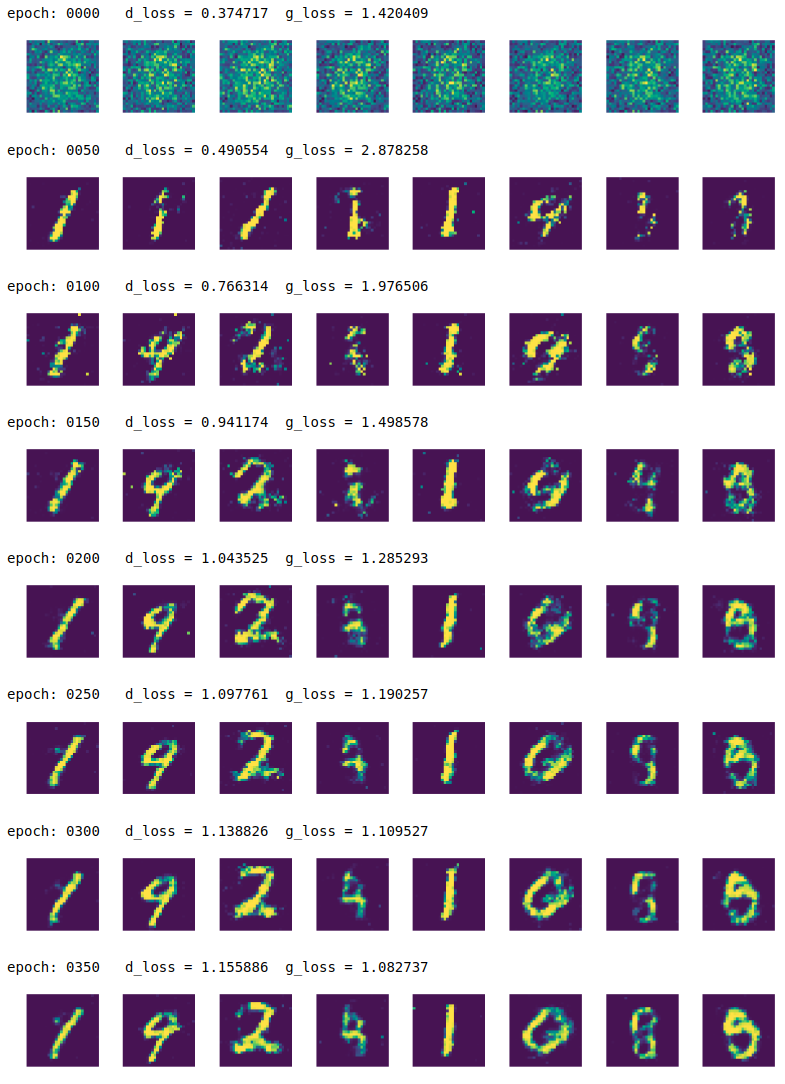 epoch: 0000   d_loss = 0.374717  g_loss = 1.420409
epoch: 0050   d_loss = 0.490554  g_loss = 2.878258
epoch: 0100   d_loss = 0.766314  g_loss = 1.976506
epoch: 0150   d_loss = 0.941174  g_loss = 1.498578
epoch: 0200   d_loss = 1.043525  g_loss = 1.285293
epoch: 0250   d_loss = 1.097761  g_loss = 1.190257
epoch: 0300   d_loss = 1.138826  g_loss = 1.109527
epoch: 0350   d_loss = 1.155886  g_loss = 1.082737